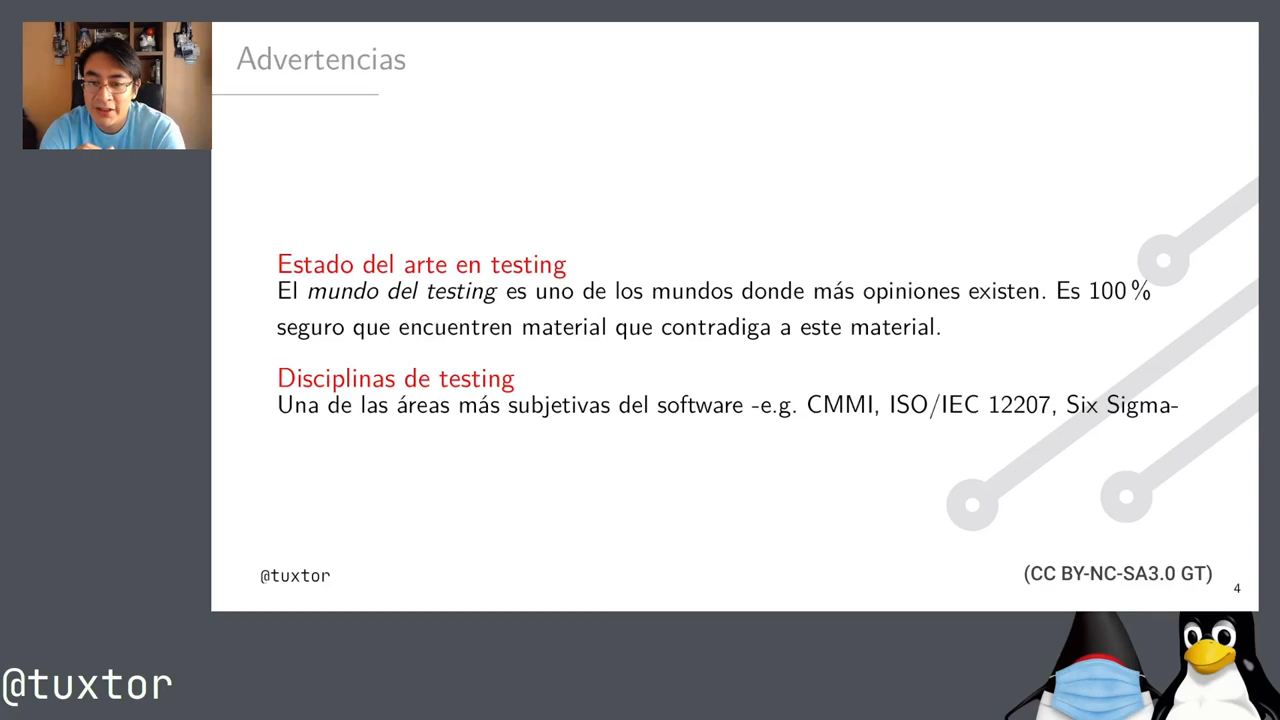 Advertencias
Estado del arte en testing
El mundo del testing es uno de los mundos donde más opiniones existen. Es 100 %
seguro que encuentren material que contradiga a este material.
Disciplinas de testing
Una de las áreas más subjetivas del software -e.g. CMMI, ISO/IEC 12207, Six Sigma-
@tuxtor
(CC BY-NC-SA3.0 GT)
4
@tuxtor